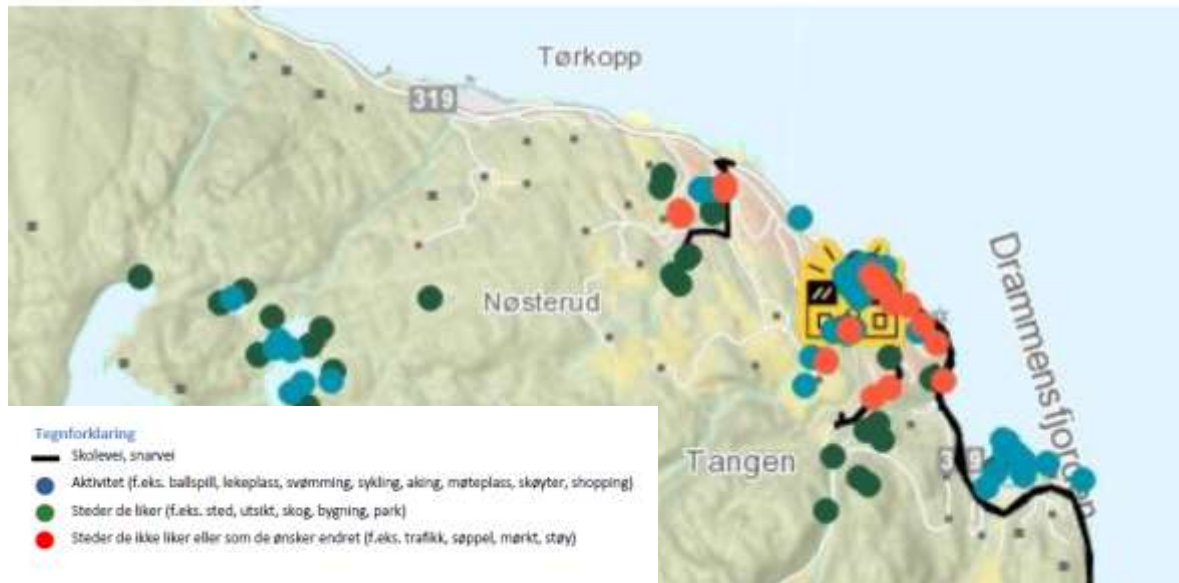 Tørkopp
319
Nøsterud
Drammensfjorden
Tangen
Tegnforklaring
Skolevei, snarvei
Aktivitet (f.eks. ballspill, lekeplass, svømming, sykling, aking, møteplass, skøyter, shopping)
Steder de liker (f.eks. sted, utsikt, skog, bygning, park)
Steder de ikke liker eller som de ønsker endret (f.eks. trafikk, søppel, mørkt, støy)